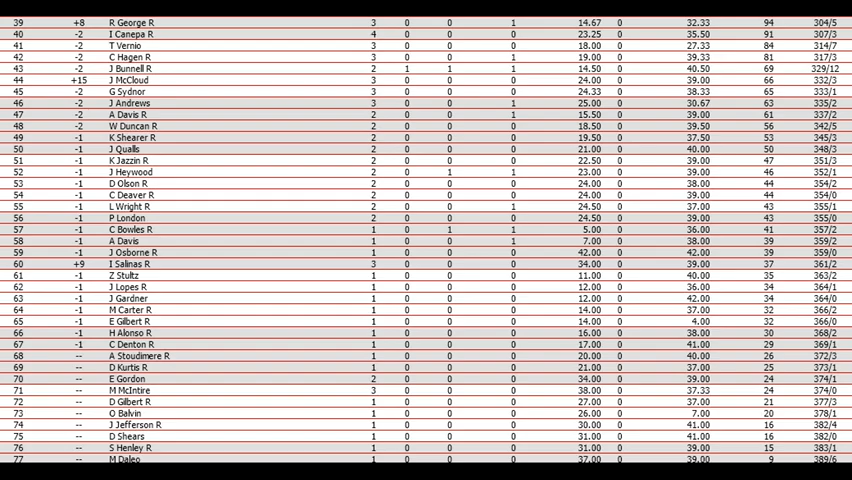 39 +8 R George R 3 0 0 1 14.67 0 32.33 94 304/5
40 -2 I Canepa R 4 0 0 0 23.25 0 35.50 91 307/3
41 -2 T Vernio 3 0 0 0 18.00 0 27.33 84 314/7
42 -2 C Hagen R 3 0 0 1 19.00 0 39.33 81 317/3
43 -2 J Bunnell R 2 1 1 1 14.50 0 40.50 69 329/12
44 +15 J McCloud 3 0 0 0 24.00 0 39.00 66 332/3
45 -2 G Sydnor 3 0 0 0 24.33 0 38.33 65 333/1
46 -2 J Andrews 3 0 0 1 25.00 0 30.67 63 335/2
47 -2 A Davis R 2 0 0 1 15.50 0 39.00 61 337/2
48 -2 W Duncan R 2 0 0 0 18.50 0 39.50 56 342/5
49 -1 K Shearer R 2 0 0 0 19.50 0 37.50 53 345/3
50 -1 J Qualls 2 0 0 0 21.00 0 40.00 50 348/3
51 -1 K Jazzin R 2 0 0 0 22.50 0 39.00 47 351/3
52 -1 J Heywood 2 0 1 1 23.00 0 39.00 46 352/1
53 -1 D Olson R 2 0 0 0 24.00 0 38.00 44 354/2
54 -1 C Deaver R 2 0 0 0 24.00 0 39.00 44 354/0
55 -1 L Wright R 2 0 0 1 24.50 0 37.00 43 355/1
56 -1 P London 2 0 0 0 24.50 0 39.00 43 355/0
57 -1 C Bowles R 1 0 1 1 5.00 0 36.00 41 357/2
58 -1 A Davis 1 0 0 1 7.00 0 38.00 39 359/2
59 -1 J Osborne R 1 0 0 0 42.00 0 42.00 39 359/0
60 +9 I Salinas R 3 0 0 0 34.00 0 39.00 37 361/2
61 -1 Z Stultz 1 0 0 0 11.00 0 40.00 35 363/2
62 -1 J Lopes R 1 0 0 0 12.00 0 36.00 34 364/1
63 -1 J Gardner 1 0 0 0 12.00 0 42.00 34 364/0
64 -1 M Carter R 1 0 0 0 14.00 0 37.00 32 366/2
65 -1 E Gilbert R 1 0 0 0 14.00 0 4.00 32 366/0
66 -1 H Alonso R 1 0 0 0 16.00 0 38.00 30 368/2
67 -1 C Denton R 1 0 0 0 17.00 0 41.00 29 369/1
68 -- A Stoudimere R 1 0 0 0 20.00 0 40.00 26 372/3
69 -- D Kurtis R 1 0 0 0 21.00 0 37.00 25 373/1
70 -- E Gordon 2 0 0 0 34.00 0 39.00 24 374/1
71 -- M McIntire 3 0 0 0 38.00 0 37.33 24 374/0
72 -- D Gilbert R 1 0 0 0 27.00 0 37.00 21 377/3
73 -- O Balvin 1 0 0 0 26.00 0 7.00 20 378/1
74 -- J Jefferson R 1 0 0 0 30.00 0 41.00 16 382/4
75 -- D Shears 1 0 0 0 31.00 0 41.00 16 382/0
76 -- S Henley R 1 0 0 0 31.00 0 39.00 15 383/1
77 -- M Daleo 1 0 0 0 37.00 0 39.00 9 389/6